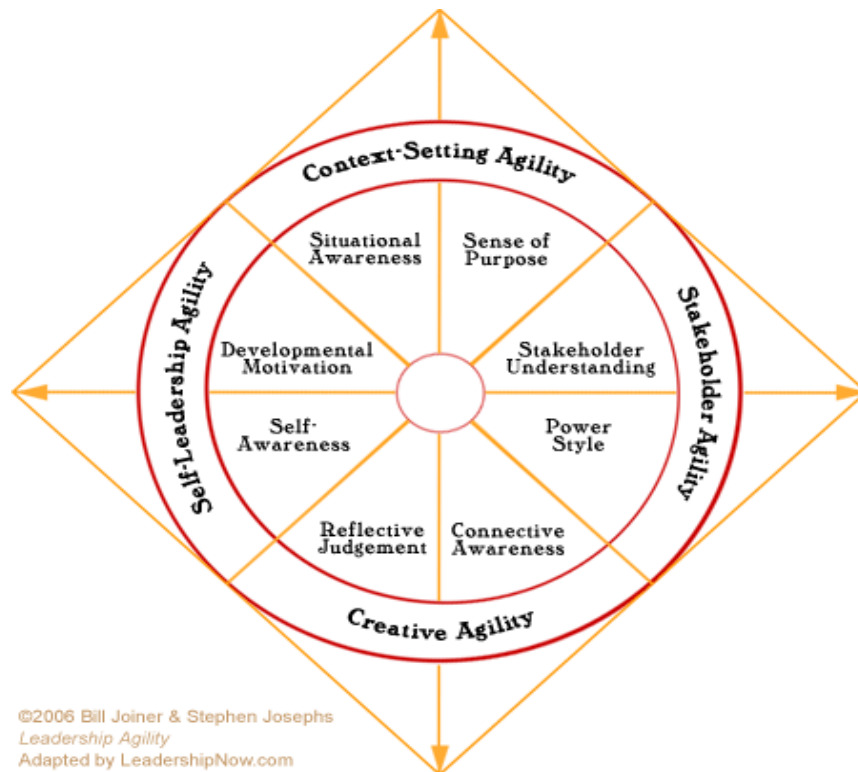 Context-Setting Agility
Situational
Awareness
Sense of
Purpose
Self-Leadership Agility
Stakeholder Agility
Developmental
Motivation
Stakeholder
Understanding
Self-
Awareness
Power
Style
Reflective
Judgement
Connective
Awareness
Creative Agility
©2006 Bill Joiner & Stephen Josephs
Leadership Agility
Adapted by LeadershipNow.com